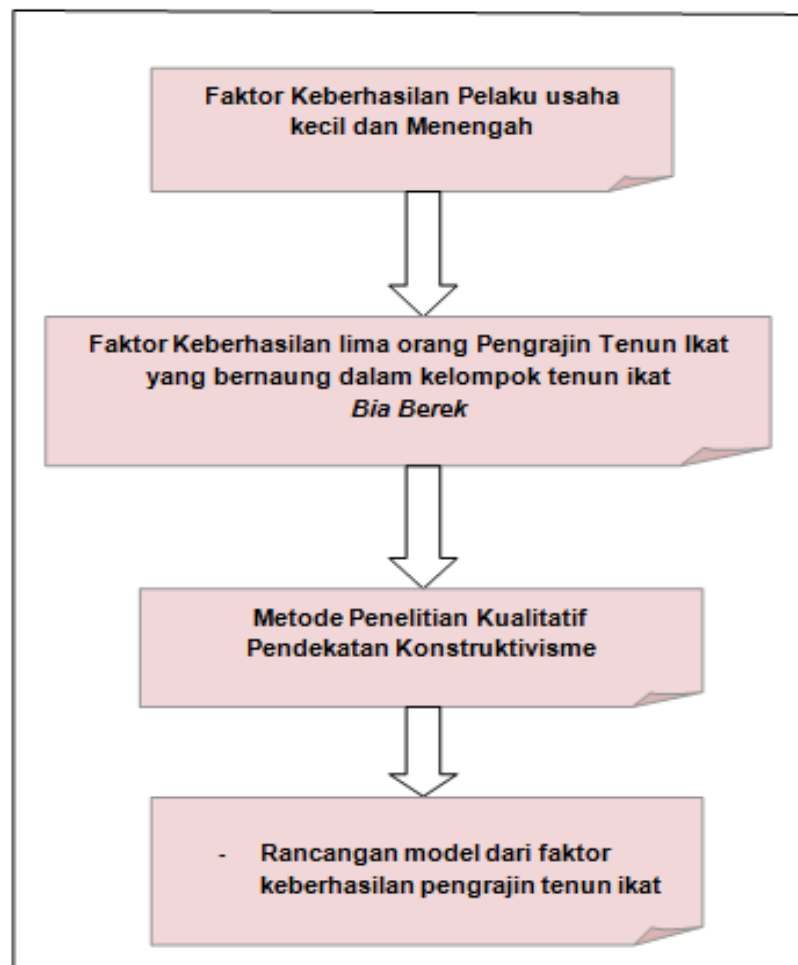 Faktor Keberhasilan Pelaku usaha
kecil dan Menengah
Faktor Keberhasilan lima orang Pengrajin Tenun Ikat
yang bernaung dalam kelompok tenun ikat
Bia Berek
Metode Penelitian Kualitatif
Pendekatan Konstruktivisme
- Rancangan model dari faktor
keberhasilan pengrajin tenun ikat